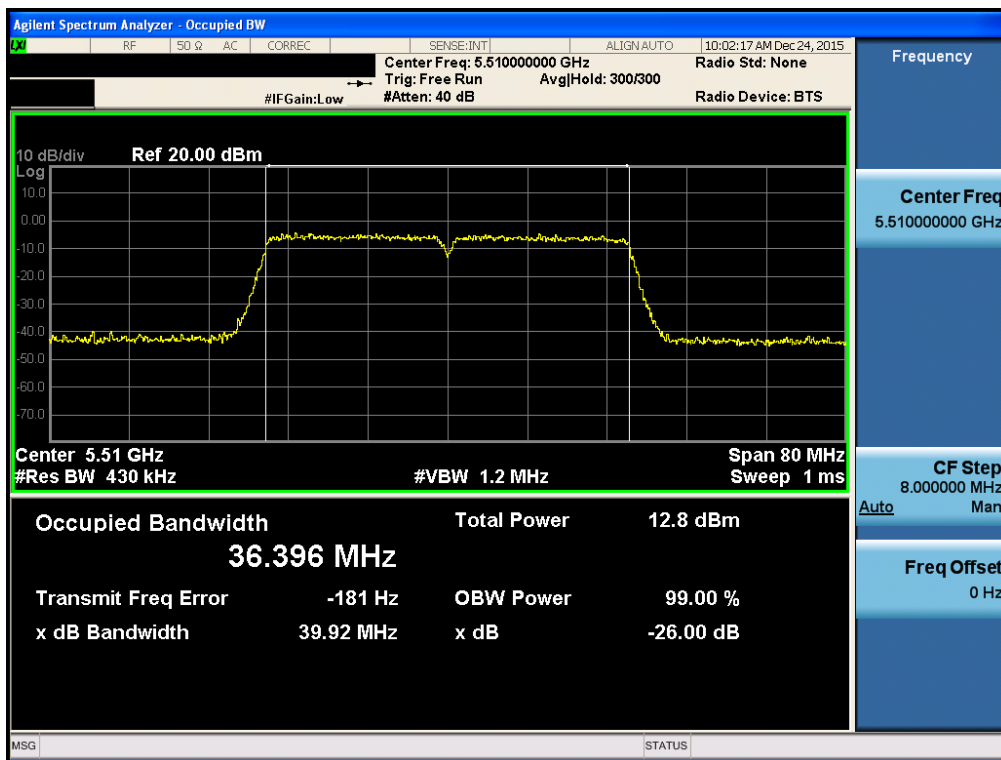 Agilent Spectrum Analyzer - Occupied BW
LXI RF 50 Ω AC CORREC SENSE:INT ALIGN AUTO 10:02:17 AM Dec 24, 2015
Center Freq: 5.510000000 GHz Radio Std: None
Trig: Free Run Avg|Hold: 300/300
#IFGain:Low #Atten: 40 dB Radio Device: BTS
10 dB/div Ref 20.00 dBm
Log
10.0
0.00
-10.0
-20.0
-30.0
-40.0
-50.0
-60.0
-70.0
Center 5.51 GHz Span 80 MHz
#Res BW 430 kHz #VBW 1.2 MHz Sweep 1 ms
Occupied Bandwidth Total Power 12.8 dBm
36.396 MHz
Transmit Freq Error -181 Hz OBW Power 99.00 %
x dB Bandwidth 39.92 MHz x dB -26.00 dB
MSG STATUS
Frequency
Center Freq
5.510000000 GHz
CF Step
8.000000 MHz
Auto Man
Freq Offset
0 Hz